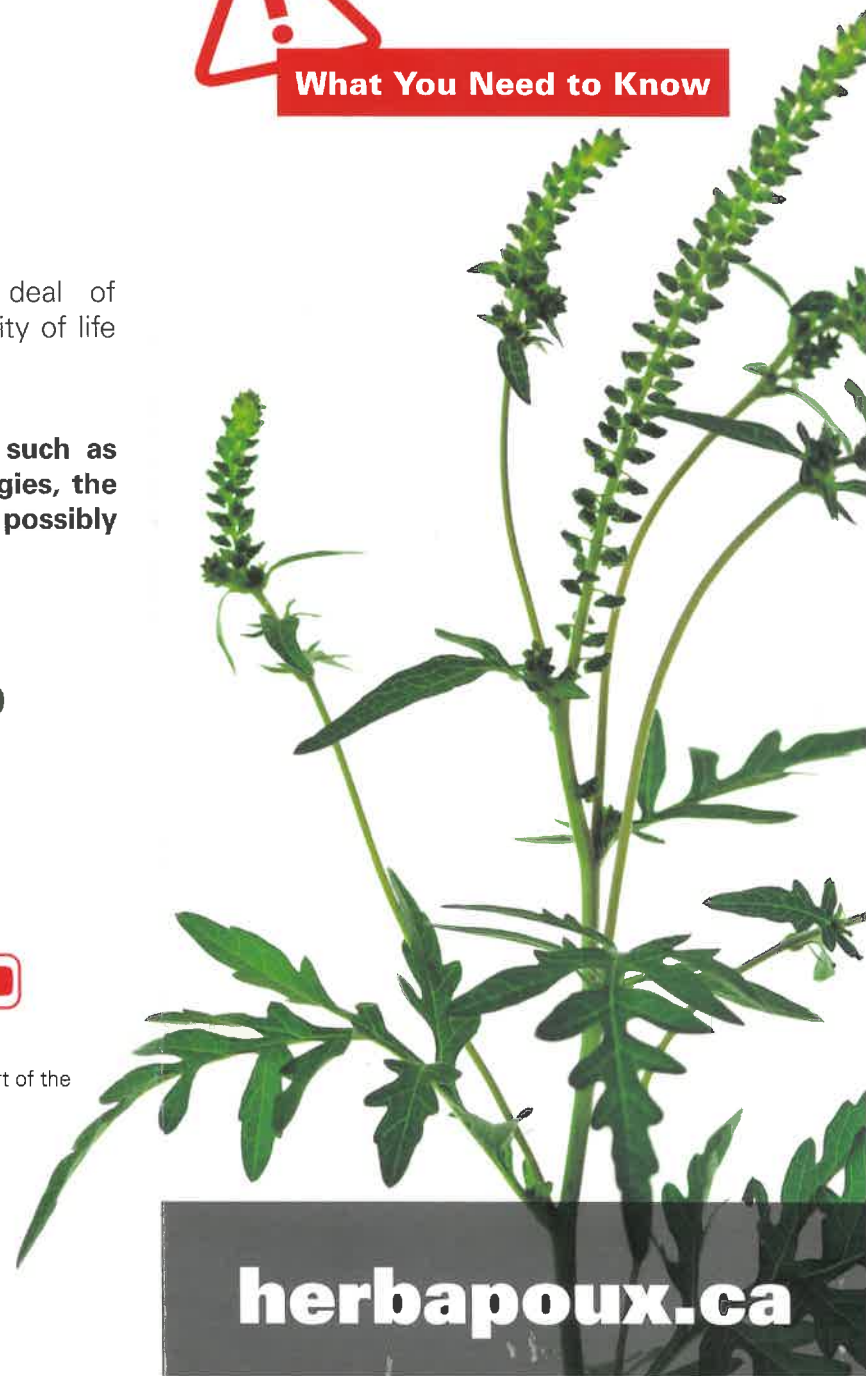 What You Need to Know
deal of
ity of life
such as
gies, the
possibly
rt of the
herbapoux.ca